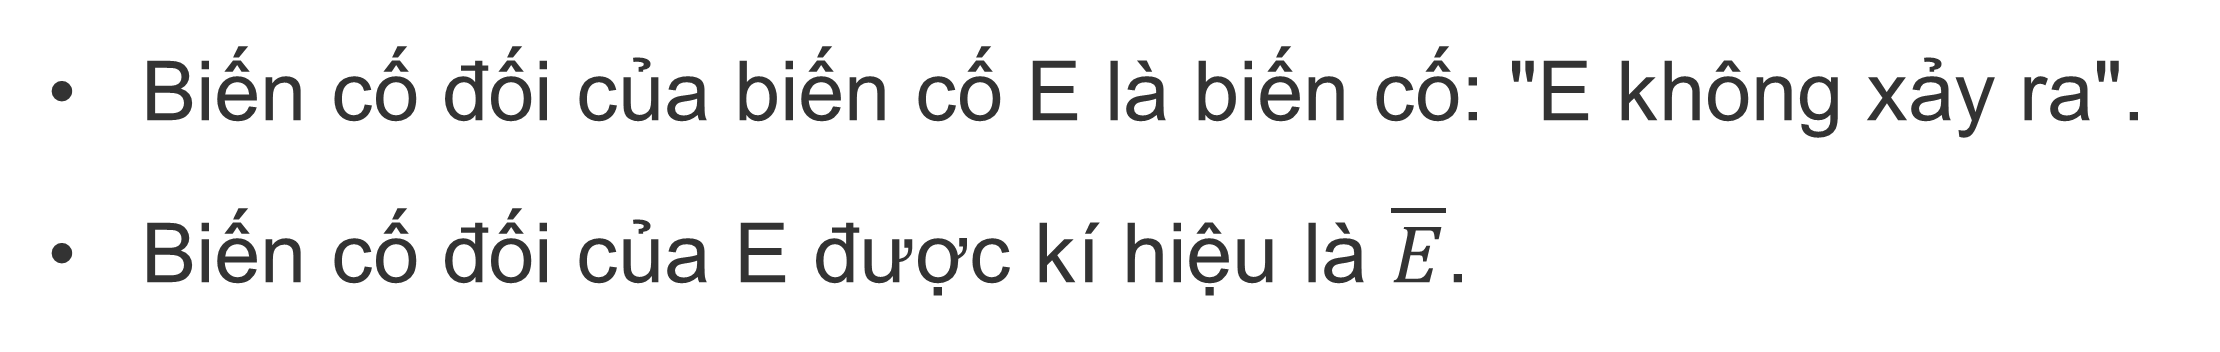 • Biến cố đối của biến cố E là biến cố: "E không xảy ra".
• Biến cố đối của E được kí hiệu là $\overline{E}$.